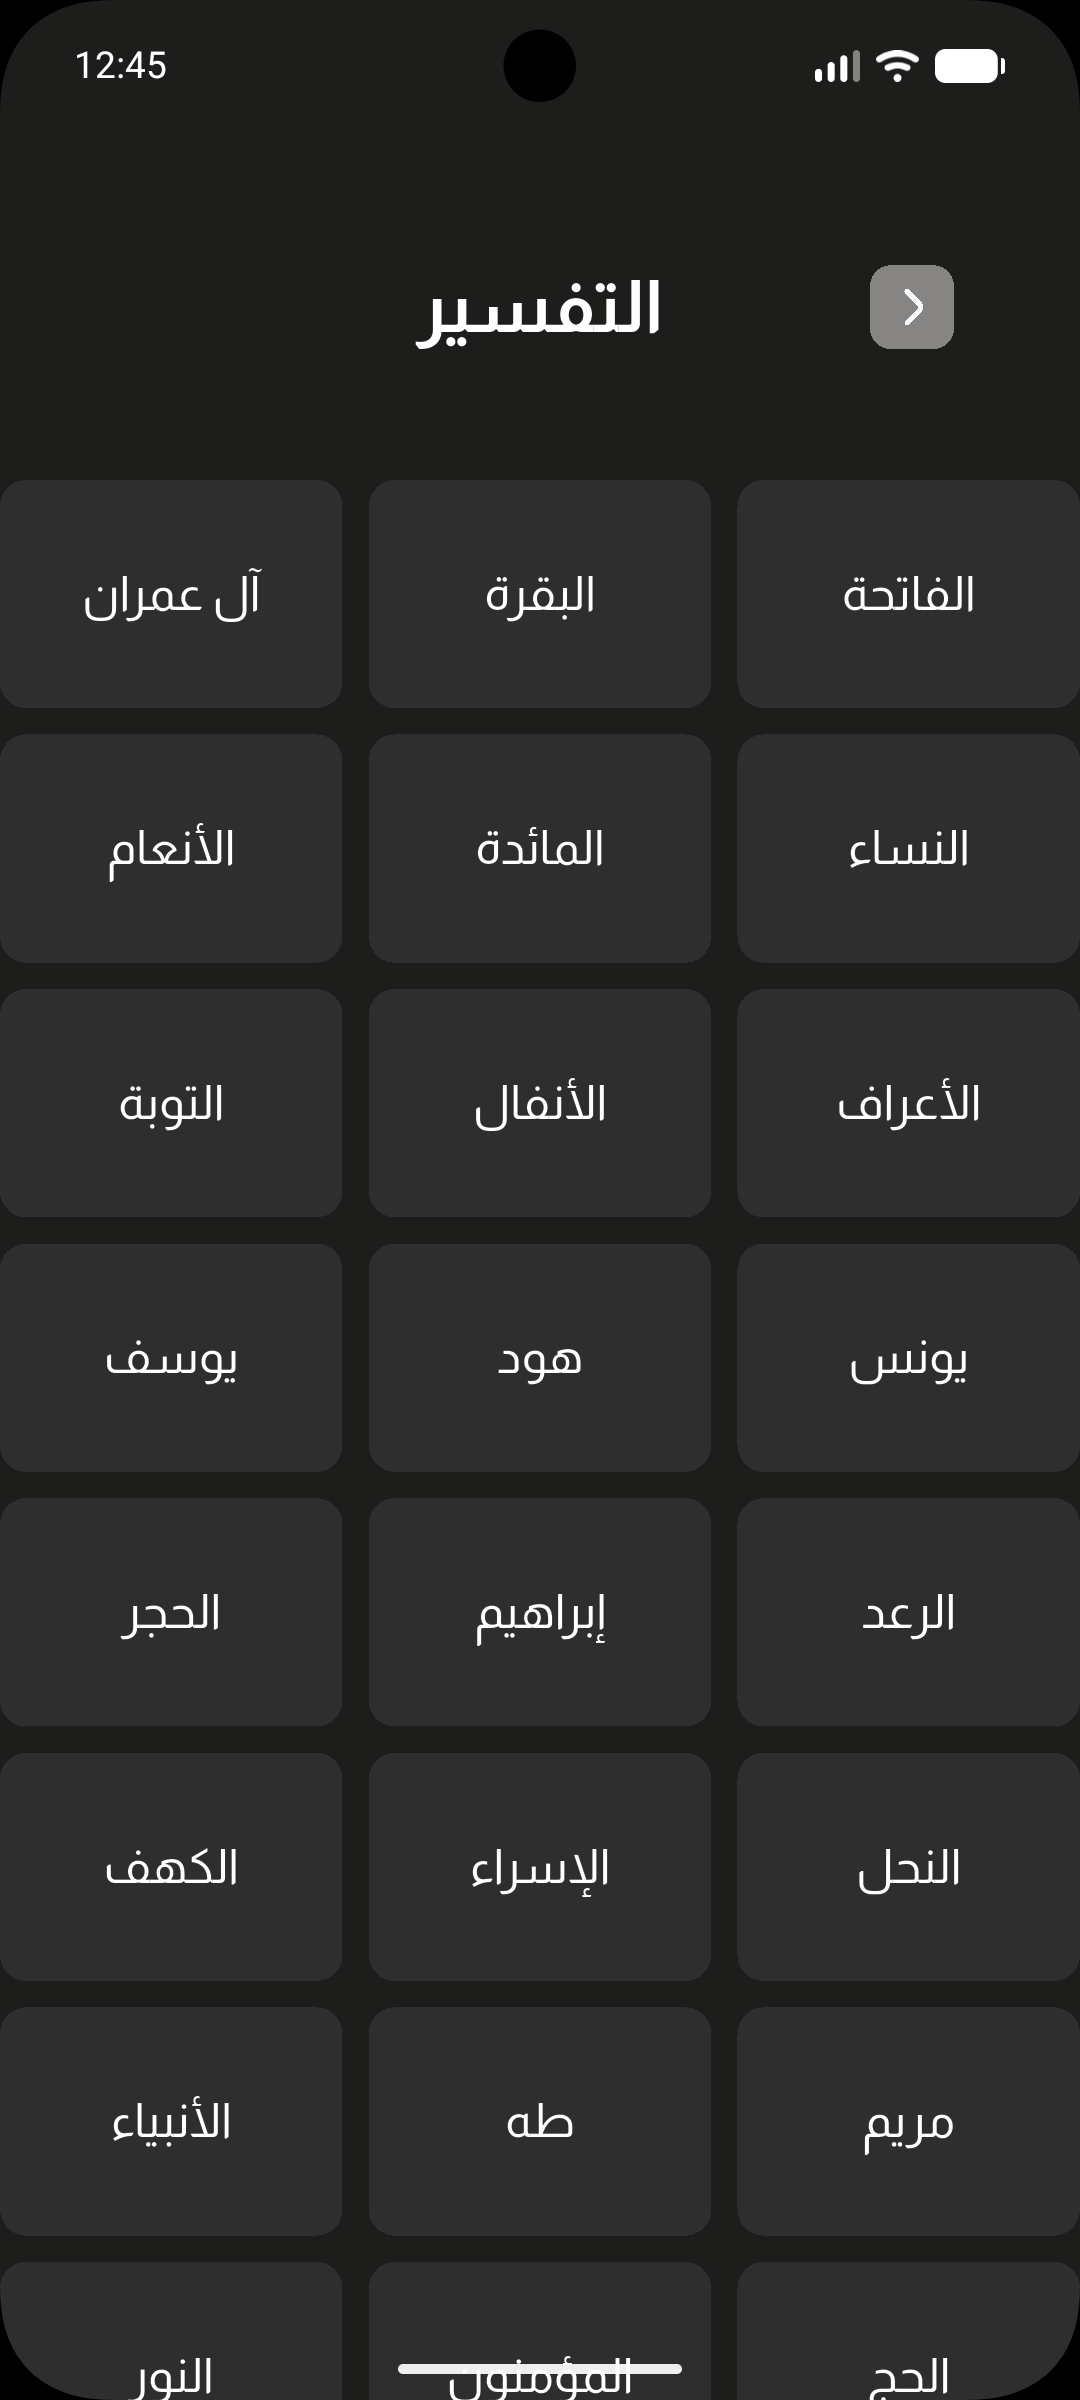 12:45
التفسير
الفاتحة
البقرة
آل عمران
النساء
المائدة
الأنعام
الأعراف
الأنفال
التوبة
يونس
هود
يوسف
الرعد
إبراهيم
الحجر
النحل
الإسراء
الكهف
مريم
طه
الأنبياء
الحج
المؤمنون
النور